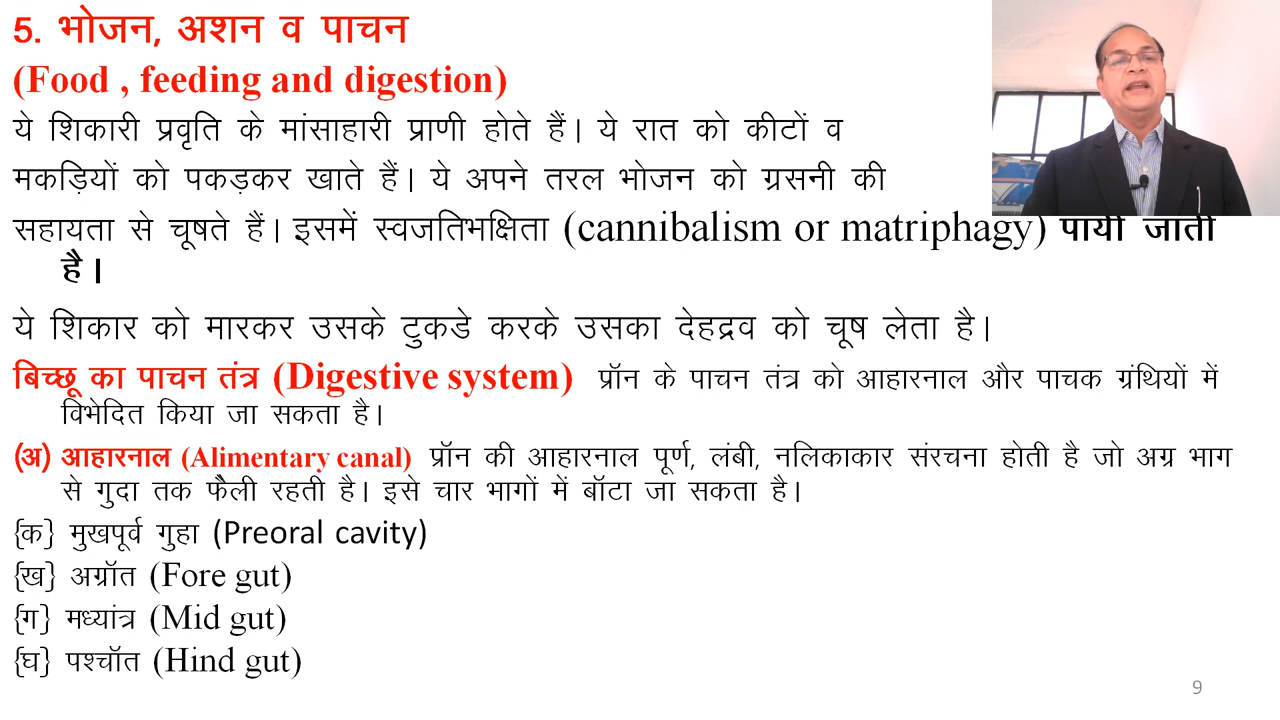 5. भोजन, अशन व पाचन
(Food , feeding and digestion)
ये शिकारी प्रवृति के मांसाहारी प्राणी होते हैं। ये रात को कीटों व
मकड़ियों को पकड़कर खाते हैं। ये अपने तरल भोजन को ग्रसनी की
सहायता से चूषते हैं। इसमें स्वजतिभक्षिता (cannibalism or matriphagy) पायी जाती
है।
ये शिकार को मारकर उसके टुकडे करके उसका देहद्रव को चूष लेता है।
बिच्छू का पाचन तंत्र (Digestive system) प्रॉन के पाचन तंत्र को आहारनाल और पाचक ग्रंथियों में
विभेदित किया जा सकता है।
(अ) आहारनाल (Alimentary canal) प्रॉन की आहारनाल पूर्ण, लंबी, नलिकाकार संरचना होती है जो अग्र भाग
से गुदा तक फैली रहती है। इसे चार भागों में बॉटा जा सकता है।
{क} मुखपूर्व गुहा (Preoral cavity)
{ख} अग्रॉत (Fore gut)
{ग} मध्यांत्र (Mid gut)
{घ} पश्चॉत (Hind gut)
9